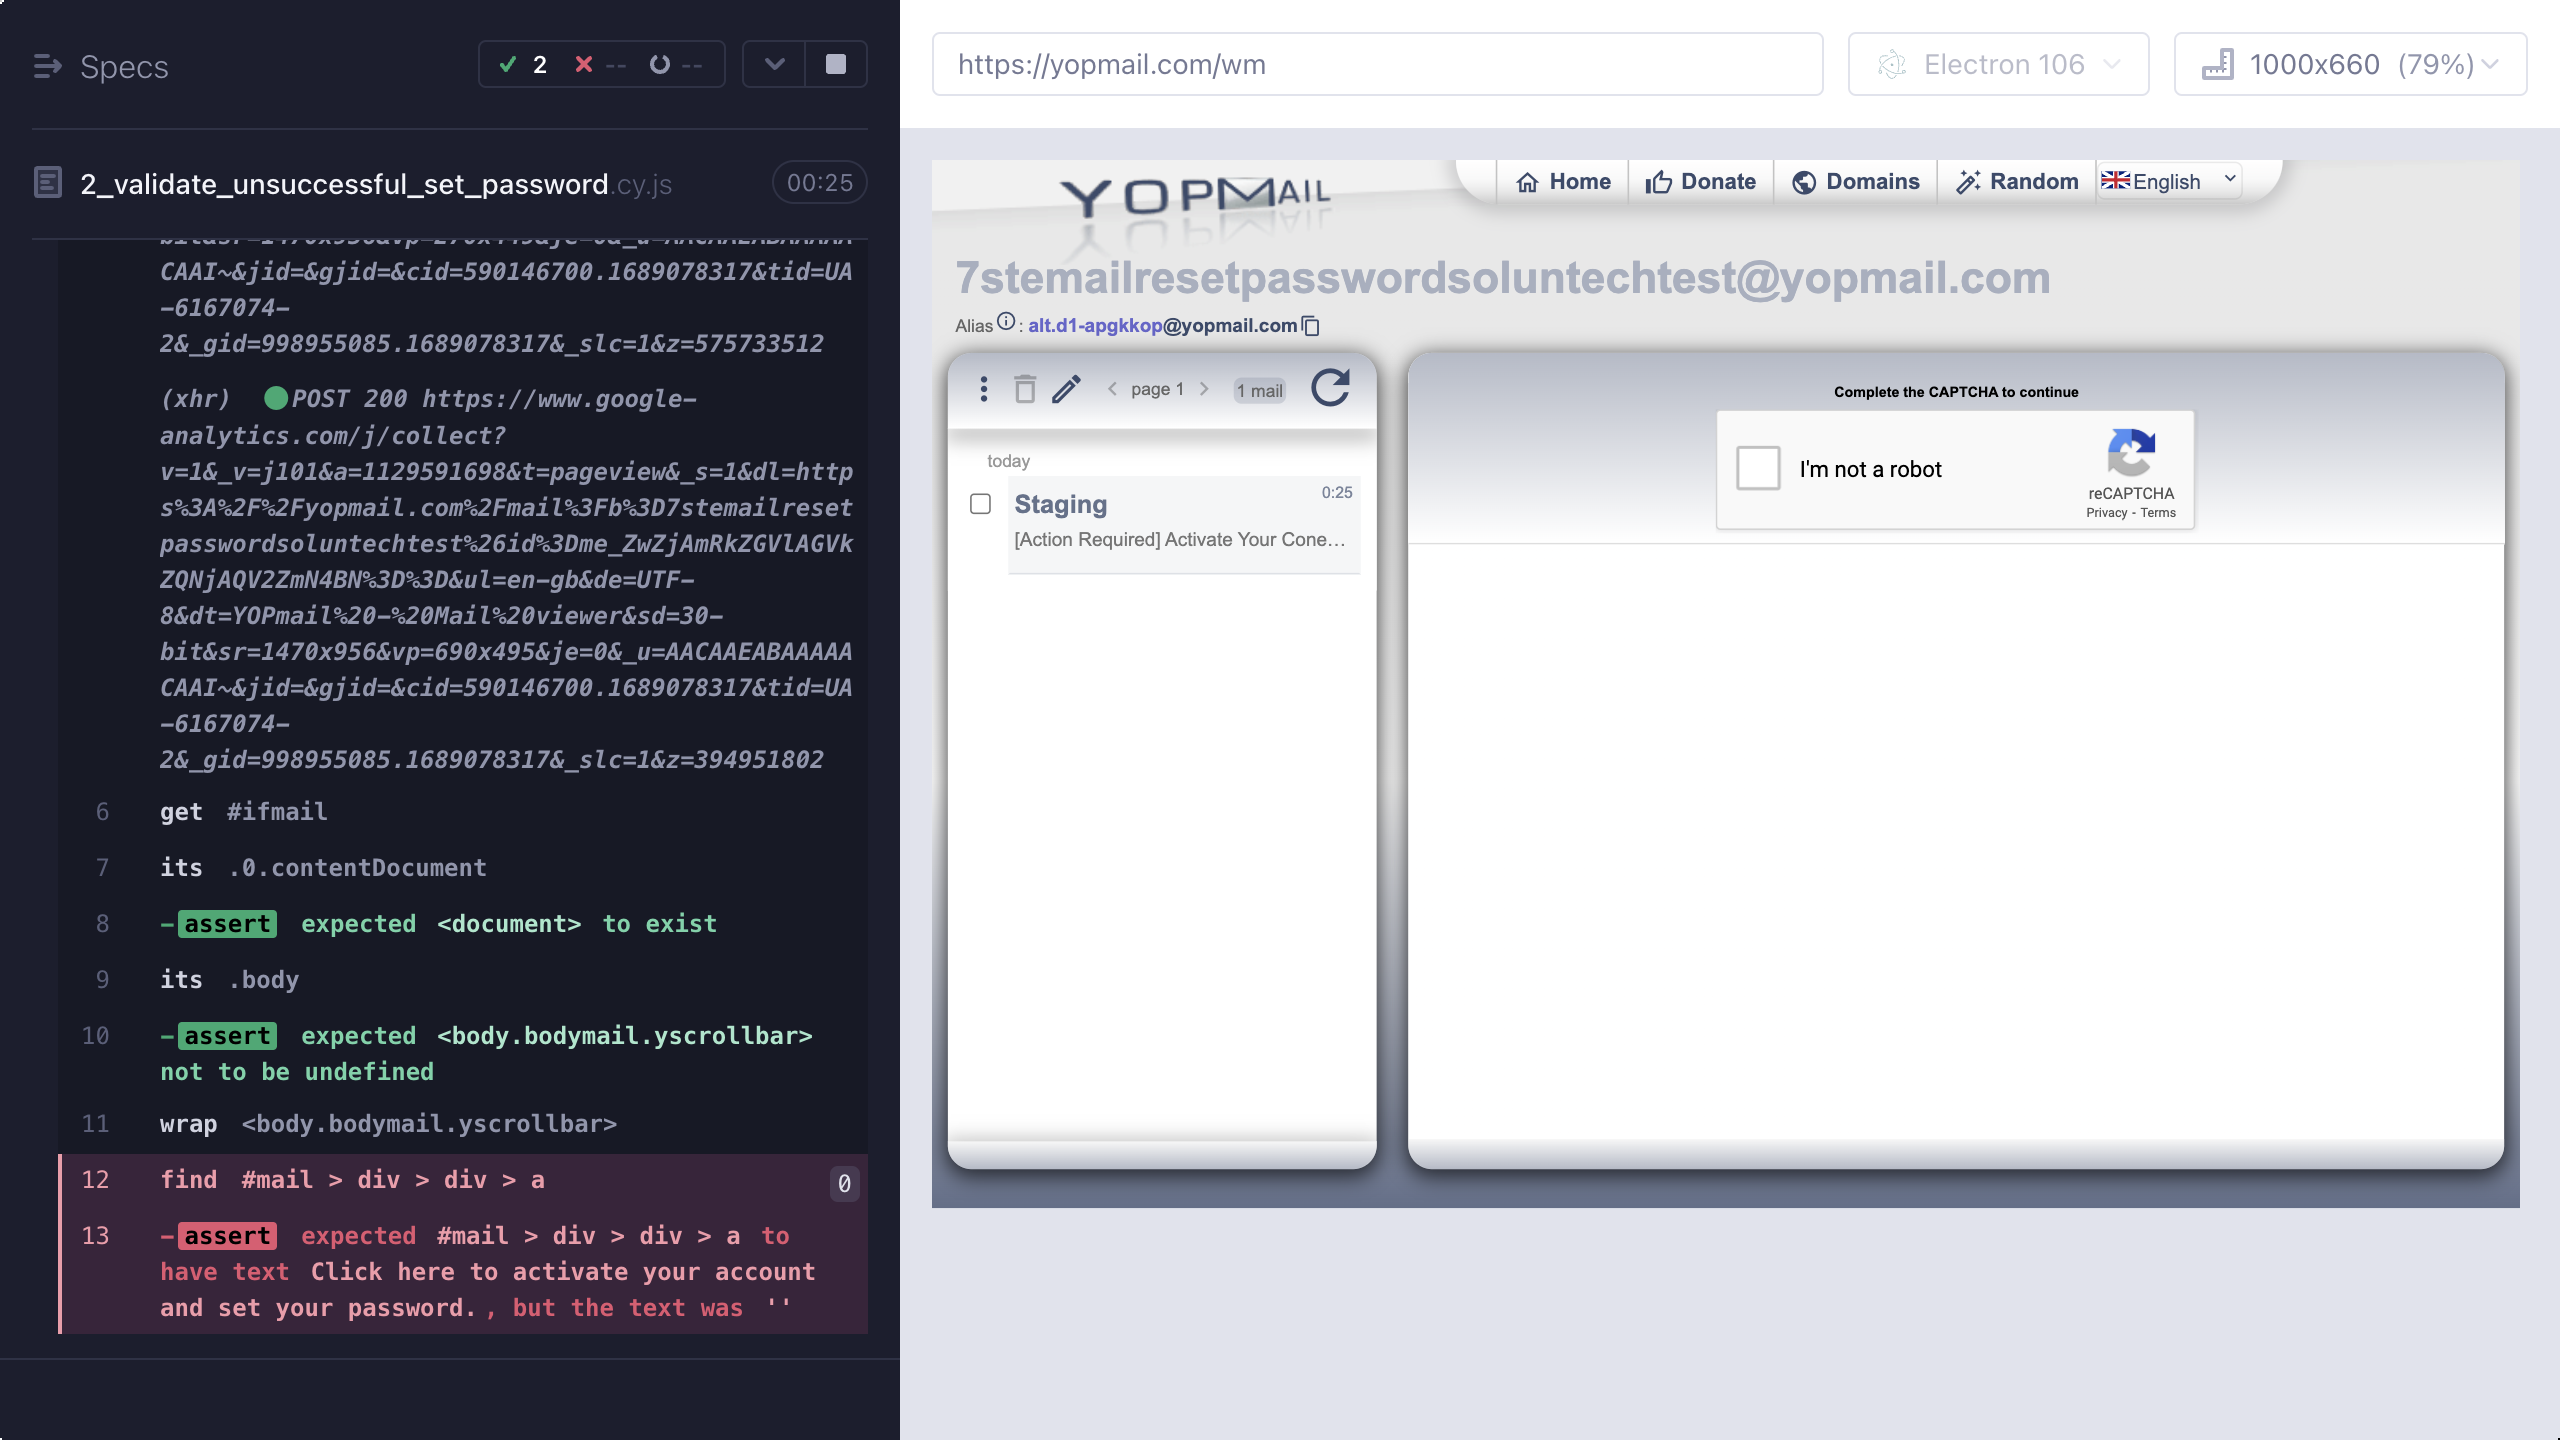 Specs
2 -- --
2_validate_unsuccessful_set_password.cy.js 00:25
CAAI~&jid=&gjid=&cid=590146700.1689078317&tid=UA
-6167074-
2&_gid=998955085.1689078317&_slc=1&z=575733512
(xhr) POST 200 https://www.google-
analytics.com/j/collect?
v=1&_v=j101&a=1129591698&t=pageview&_s=1&dl=http
s%3A%2F%2Fyopmail.com%2Fmail%3Fb%3D7stemailreset
passwordsoluntechtest%26id%3Dme_ZwZjAmRkZGVlAGVk
ZQNjAQV2ZmN4BN%3D%3D&ul=en-gb&de=UTF-
8&dt=YOPmail%20-%20Mail%20viewer&sd=30-
bit&sr=1470x956&vp=690x495&je=0&_u=AACAAEABAAAAA
CAAI~&jid=&gjid=&cid=590146700.1689078317&tid=UA
-6167074-
2&_gid=998955085.1689078317&_slc=1&z=394951802
6 get #ifmail
7 its .0.contentDocument
8 -assert expected <document> to exist
9 its .body
10 -assert expected <body.bodymail.yscrollbar>
not to be undefined
11 wrap <body.bodymail.yscrollbar>
12 find #mail > div > div > a 0
13 -assert expected #mail > div > div > a to
have text Click here to activate your account
and set your password., but the text was ''
https://yopmail.com/wm
Electron 106
1000x660 (79%)
YOPMAIL
Home Donate Domains Random English
7stemailresetpasswordsoluntechtest@yopmail.com
Alias : alt.d1-apgkkop@yopmail.com
page 1 1 mail
today
Staging 0:25
[Action Required] Activate Your Cone…
Complete the CAPTCHA to continue
I'm not a robot
reCAPTCHA
Privacy - Terms